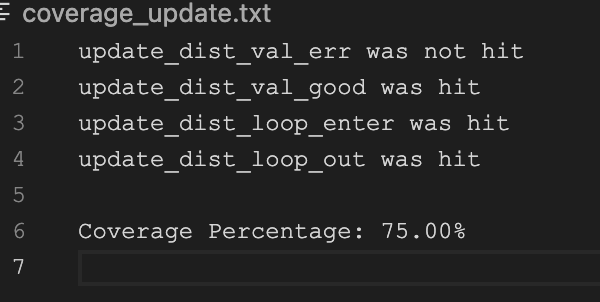 coverage_update.txt
1 update_dist_val_err was not hit
2 update_dist_val_good was hit
3 update_dist_loop_enter was hit
4 update_dist_loop_out was hit
5
6 Coverage Percentage: 75.00%
7